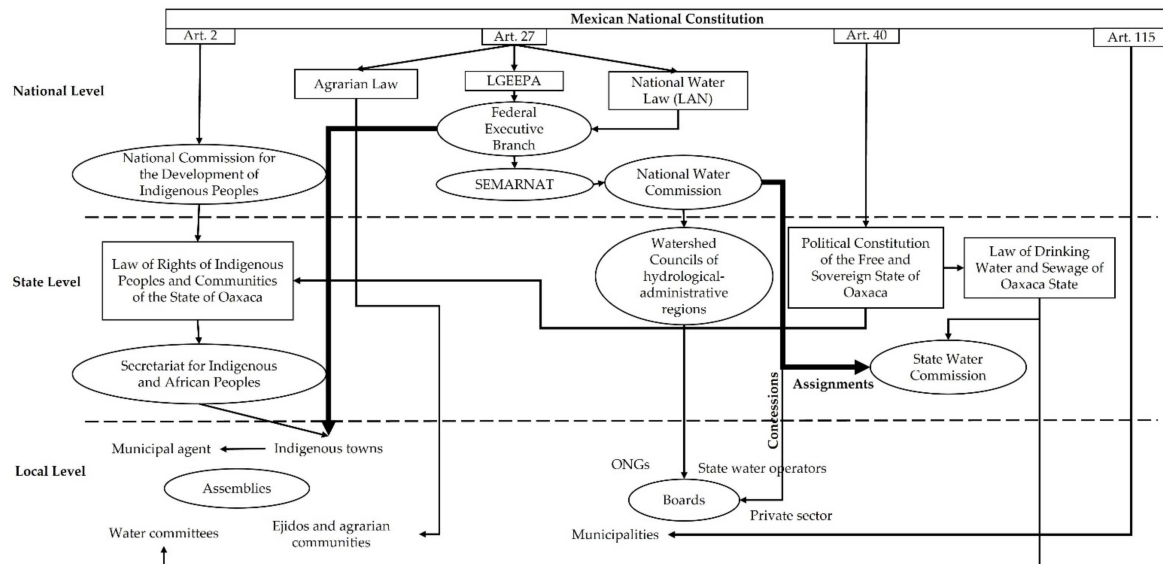 Mexican National Constitution
Art. 2
Art. 27
Art. 40
Art. 115
National Level
Agrarian Law
LGEEPA
National Water
Law (LAN)
Federal
Executive
Branch
National Commission for
the Development of
Indigenous Peoples
SEMARNAT
National Water
Commission
State Level
Law of Rights of Indigenous
Peoples and Communities
of the State of Oaxaca
Watershed
Councils of
hydrological-
administrative
regions
Political Constitution
of the Free and
Sovereign State of
Oaxaca
Law of Drinking
Water and Sewage of
Oaxaca State
Secretariat for Indigenous
and African Peoples
Assignments
State Water
Commission
Concessions
Local Level
Municipal agent
Indigenous towns
ONGs
State water operators
Assemblies
Boards
Private sector
Water committees
Ejidos and agrarian
communities
Municipalities